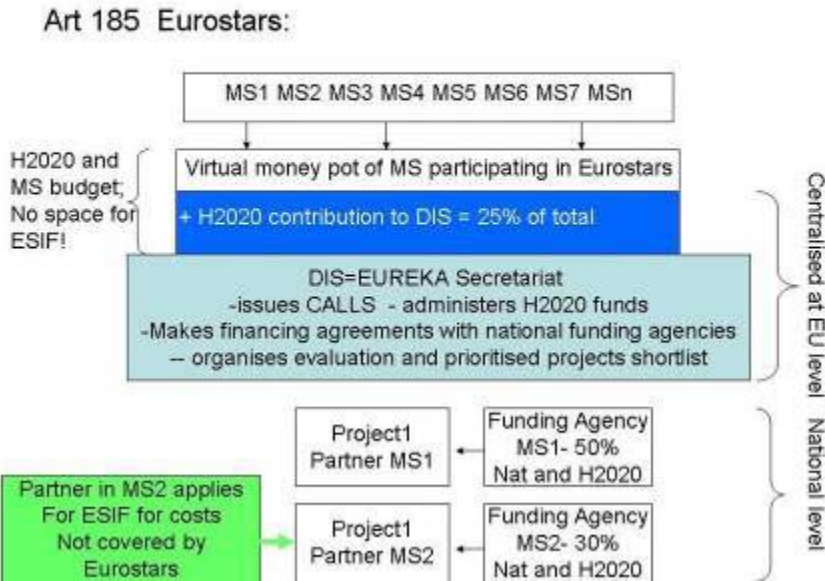 Art 185 Eurostars:
MS1 MS2 MS3 MS4 MS5 MS6 MS7 MSn
H2020 and
MS budget;
No space for
ESIF!
Virtual money pot of MS participating in Eurostars
+ H2020 contribution to DIS = 25% of total
DIS=EUREKA Secretariat
-issues CALLS - administers H2020 funds
-Makes financing agreements with national funding agencies
-- organises evaluation and prioritised projects shortlist
Centralised at EU level
Project1
Partner MS1
Funding Agency
MS1- 50%
Nat and H2020
National level
Partner in MS2 applies
For ESIF for costs
Not covered by
Eurostars
Project1
Partner MS2
Funding Agency
MS2- 30%
Nat and H2020